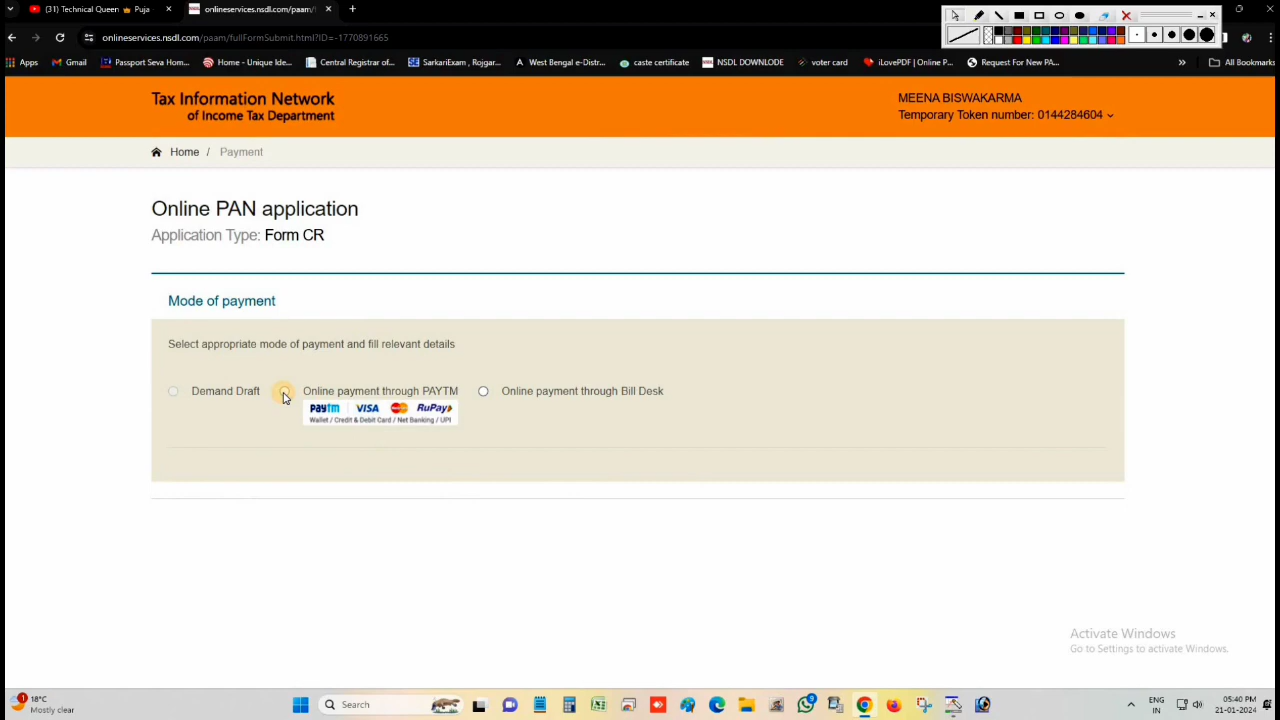 (31) Technical Queen Puja
onlineservices.nsdl.com/paam/f
onlineservices.nsdl.com/paam/fullFormSubmit.html?ID=-1770891665
Apps
Gmail
Passport Seva Hom...
Home - Unique Ide...
Central Registrar of...
SarkariExam , Rojgar...
West Bengal e-Distr...
caste certificate
NSDL DOWNLODE
voter card
iLovePDF | Online P...
Request For New PA...
All Bookmarks
Tax Information Network
of Income Tax Department
MEENA BISWAKARMA
Temporary Token number: 0144284604
Home / Payment
Online PAN application
Application Type: Form CR
Mode of payment
Select appropriate mode of payment and fill relevant details
Demand Draft
Online payment through PAYTM
Online payment through Bill Desk
Paytm VISA RuPay
Wallet / Credit & Debit Card / Net Banking / UPI
Activate Windows
Go to Settings to activate Windows.
1
18°C
Mostly clear
Search
9
ENG
IN
05:40 PM
21-01-2024